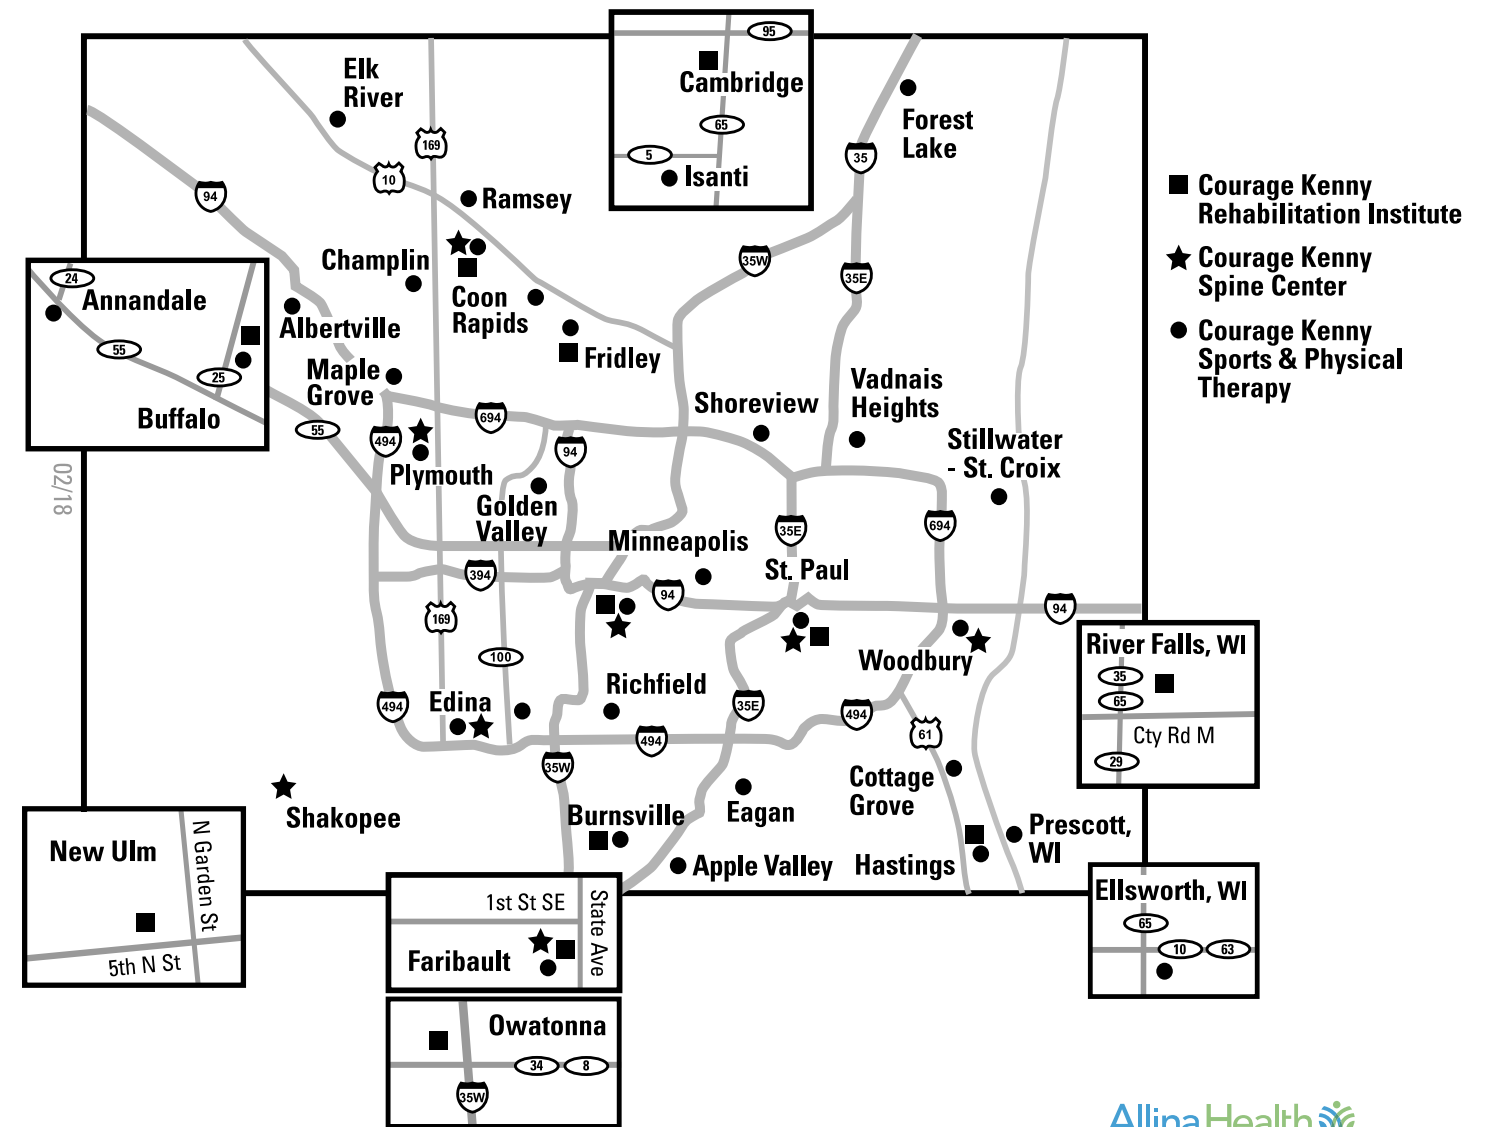 95
Cambridge
65
5
Isanti
Elk
River
169
10
94
Ramsey
Forest
Lake
35
35W
35E
Courage Kenny
Rehabilitation Institute
Courage Kenny
Spine Center
Courage Kenny
Sports & Physical
Therapy
Champlin
Coon
Rapids
24
Annandale
55
25
Buffalo
Albertville
Fridley
Maple
Grove
55
494
694
94
Plymouth
Shoreview
Vadnais
Heights
Stillwater
- St. Croix
02/18
Golden
Valley
Minneapolis
35E
694
St. Paul
394
94
94
169
100
Woodbury
River Falls, WI
35
65
Cty Rd M
29
Edina
Richfield
494
35E
494
494
61
35W
Shakopee
Cottage
Grove
Burnsville
Eagan
Prescott,
WI
Apple Valley
Hastings
New Ulm
N Garden St
5th N St
1st St SE
State Ave
Faribault
Ellsworth, WI
65
10
63
Owatonna
34
8
35W
Allina Health